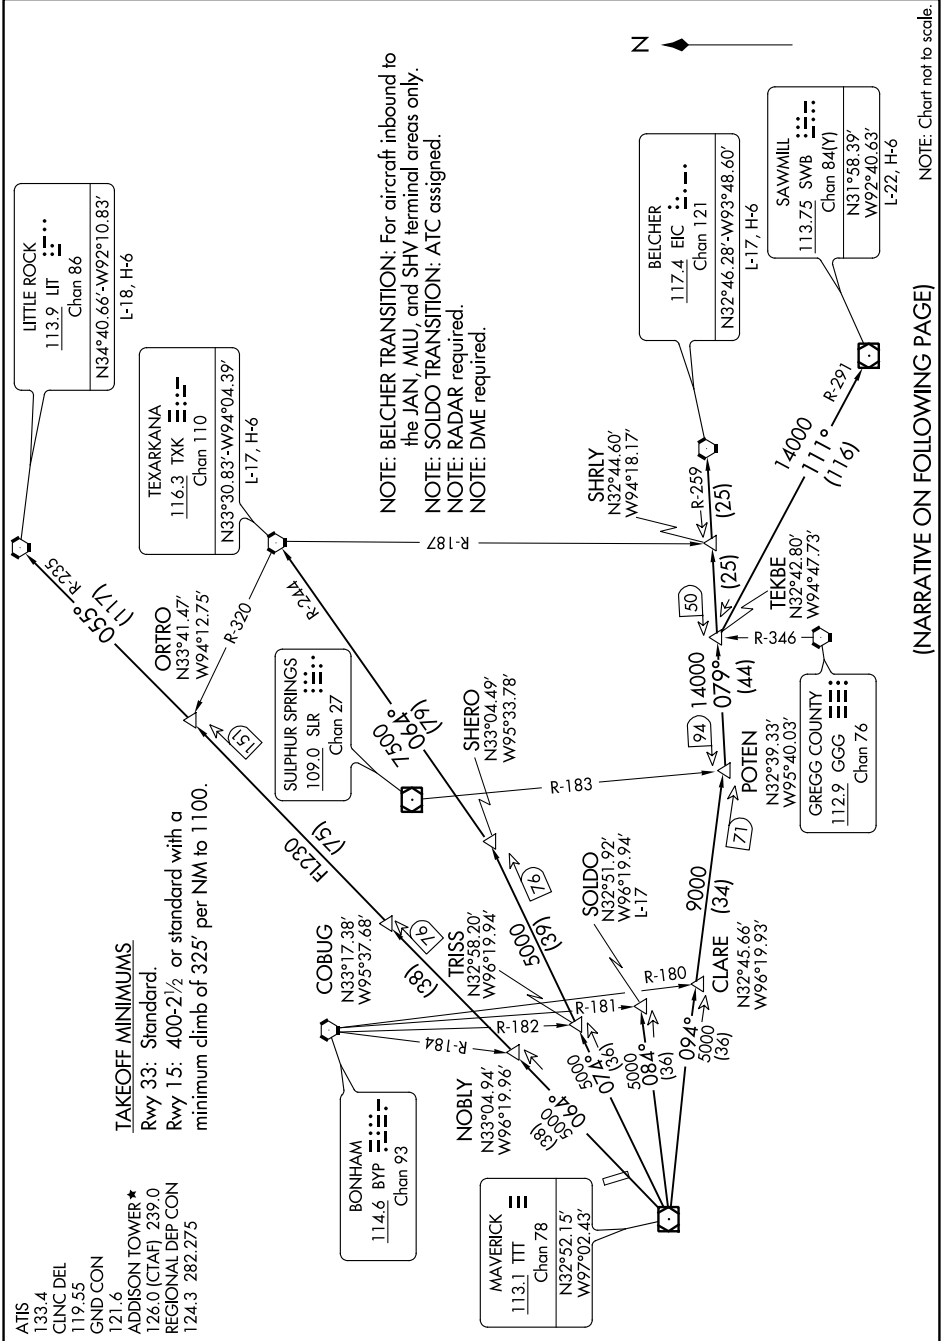 ATIS
133.4
CLNC DEL
119.55
GND CON
121.6
ADDISON TOWER★
126.0 (CTAF) 239.0
REGIONAL DEP CON
124.3 282.275
TAKEOFF MINIMUMS
Rwy 33: Standard.
Rwy 15: 400-2½ or standard with a
minimum climb of 325' per NM to 1100.
LITTLE ROCK
113.9 LIT
Chan 86
N34°40.66'-W92°10.83'
L-18, H-6
TEXARKANA
116.3 TXK
Chan 110
N33°30.83'-W94°04.39'
L-17, H-6
R-235
055°
(117)
ORTRO
N33°41.47'
W94°12.75'
R-320
151
R-244
SULPHUR SPRINGS
109.0 SLR
Chan 27
7500
064°
(79)
FL230
(75)
COBUG
N33°17.38'
W95°37.68'
76
(38)
SHERO
N33°04.49'
W95°33.78'
76
5000
(39)
TRISS
N32°58.20'
W96°19.94'
NOBLY
N33°04.94'
W96°19.96'
BONHAM
114.6 BYP
Chan 93
R-184
R-182
R-181
R-180
SOLDO
N32°51.92'
W96°19.94'
L-17
R-183
R-187
NOTE: BELCHER TRANSITION: For aircraft inbound to
the JAN, MLU, and SHV terminal areas only.
NOTE: SOLDO TRANSITION: ATC assigned.
NOTE: RADAR required.
NOTE: DME required.
N
MAVERICK
113.1 TTT
Chan 78
N32°52.15'
W97°02.43'
064°
5000
(38)
5000
074°
(36)
5000
084°
(36)
094°
5000
(36)
CLARE
N32°45.66'
W96°19.93'
9000
(34)
71
POTEN
N32°39.33'
W95°40.03'
94
14000
079°
(44)
50
TEKBE
N32°42.80'
W94°47.73'
R-346
GREGG COUNTY
112.9 GGG
Chan 76
(25)
SHRLY
N32°44.60'
W94°18.17'
R-259
(25)
BELCHER
117.4 EIC
Chan 121
N32°46.28'-W93°48.60'
L-17, H-6
14000
111°
(116)
R-291
SAWMILL
113.75 SWB
Chan 84(Y)
N31°58.39'
W92°40.63'
L-22, H-6
(NARRATIVE ON FOLLOWING PAGE)
NOTE: Chart not to scale.